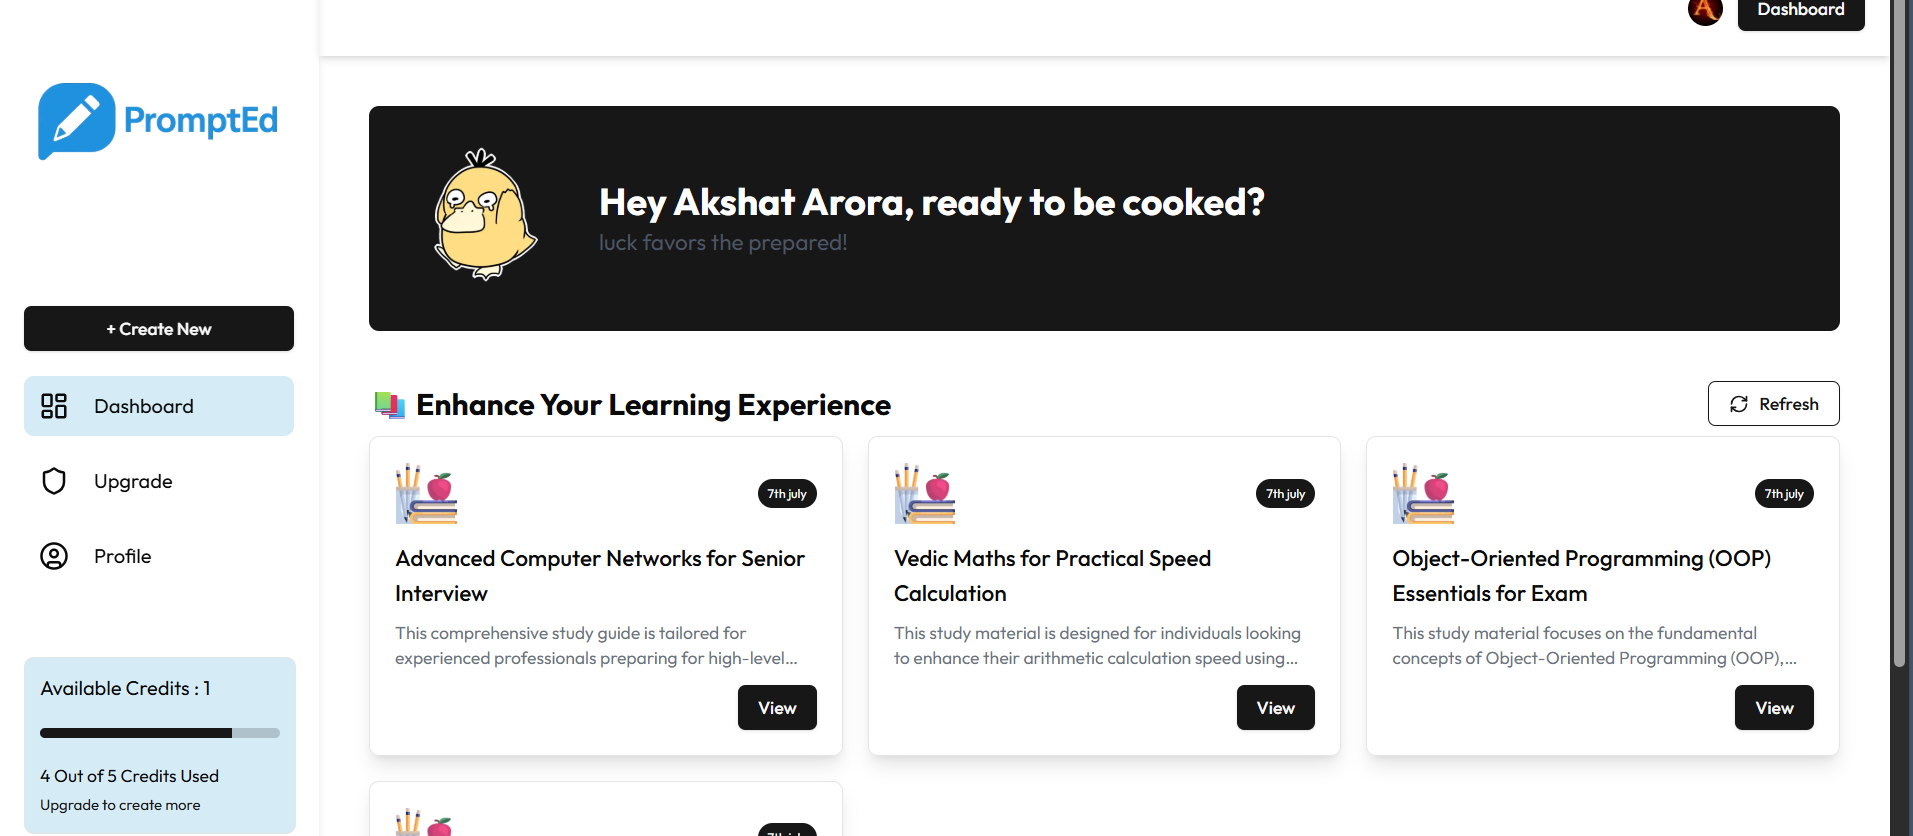 A
Dashboard
PromptEd
Hey Akshat Arora, ready to be cooked?
luck favors the prepared!
+ Create New
Dashboard
Upgrade
Profile
Available Credits : 1
4 Out of 5 Credits Used
Upgrade to create more
Enhance Your Learning Experience
Refresh
7th july
Advanced Computer Networks for Senior
Interview
This comprehensive study guide is tailored for
experienced professionals preparing for high-level...
View
7th july
Vedic Maths for Practical Speed
Calculation
This study material is designed for individuals looking
to enhance their arithmetic calculation speed using...
View
7th july
Object-Oriented Programming (OOP)
Essentials for Exam
This study material focuses on the fundamental
concepts of Object-Oriented Programming (OOP),...
View
7th july